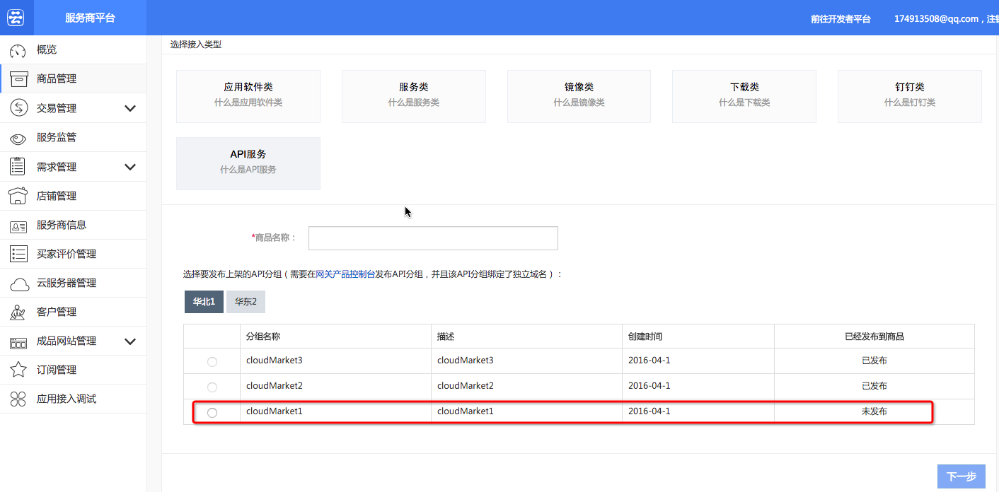 服务商平台
前往开发者平台
174913508@qq.com，注
概览
商品管理
交易管理
服务监管
需求管理
店铺管理
服务商信息
买家评价管理
云服务器管理
客户管理
成品网站管理
订阅管理
应用接入调试
选择接入类型
应用软件类
什么是应用软件类
服务类
什么是服务类
镜像类
什么是镜像类
下载类
什么是下载类
钉钉类
什么是钉钉类
API服务
什么是API服务
*商品名称：
选择要发布上架的API分组（需要在网关产品控制台发布API分组，并且该API分组绑定了独立域名）：
华北1 华东2
分组名称 描述 创建时间 已经发布到商品
cloudMarket3 cloudMarket3 2016-04-1 已发布
cloudMarket2 cloudMarket2 2016-04-1 已发布
cloudMarket1 cloudMarket1 2016-04-1 未发布
下一步